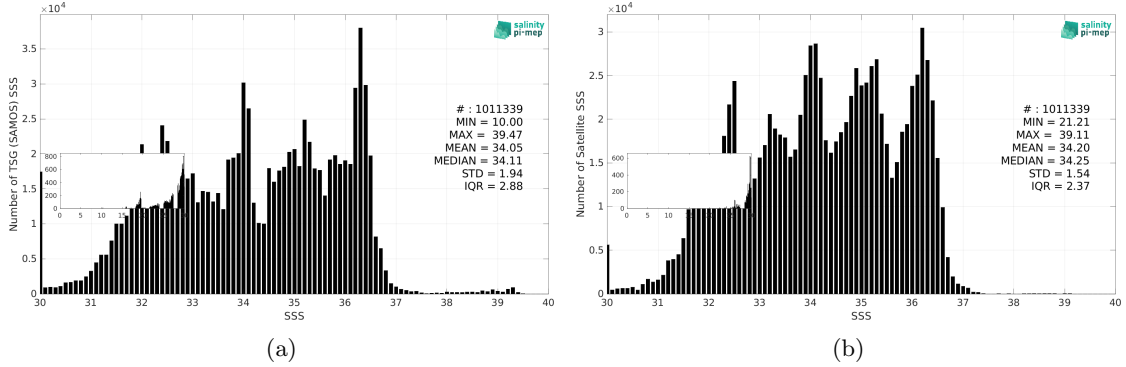 ×10⁴
3.5
3
2.5
2
1.5
1
0.5
0
Number of TSG (SAMOS) SSS
salinity
pi-mep
# : 1011339
MIN = 10.00
MAX = 39.47
MEAN = 34.05
MEDIAN = 34.11
STD = 1.94
IQR = 2.88
800
600
400
200
0
0 5 10 15
30 31 32 33 34 35 36 37 38 39 40
SSS
(a)
×10⁴
3
2.5
2
1.5
1
0.5
0
Number of Satellite SSS
salinity
pi-mep
# : 1011339
MIN = 21.21
MAX = 39.11
MEAN = 34.20
MEDIAN = 34.25
STD = 1.54
IQR = 2.37
600
400
200
0
0 5 10 15
30 31 32 33 34 35 36 37 38 39 40
SSS
(b)